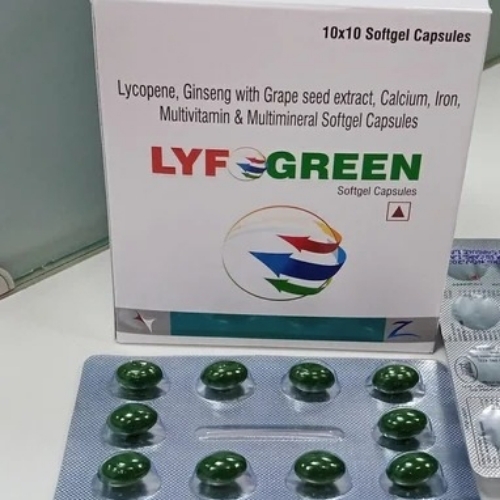 10x10 Softgel Capsules
Lycopene, Ginseng with Grape seed extract, Calcium, Iron,
Multivitamin & Multimineral Softgel Capsules
LYFOGREEN
Softgel Capsules
Z